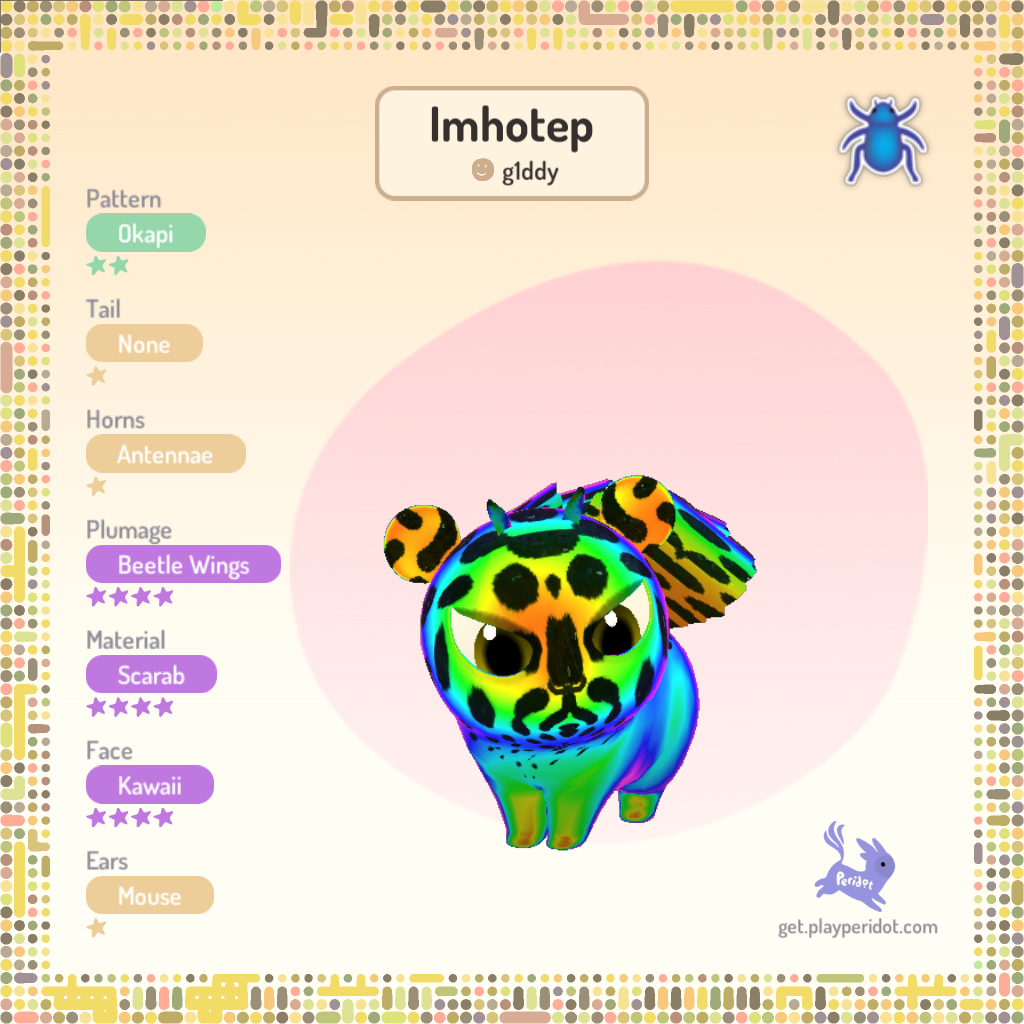 Imhotep
g1ddy
Pattern
Okapi
Tail
None
Horns
Antennae
Plumage
Beetle Wings
Material
Scarab
Face
Kawaii
Ears
Mouse
Peridot
get.playperidot.com